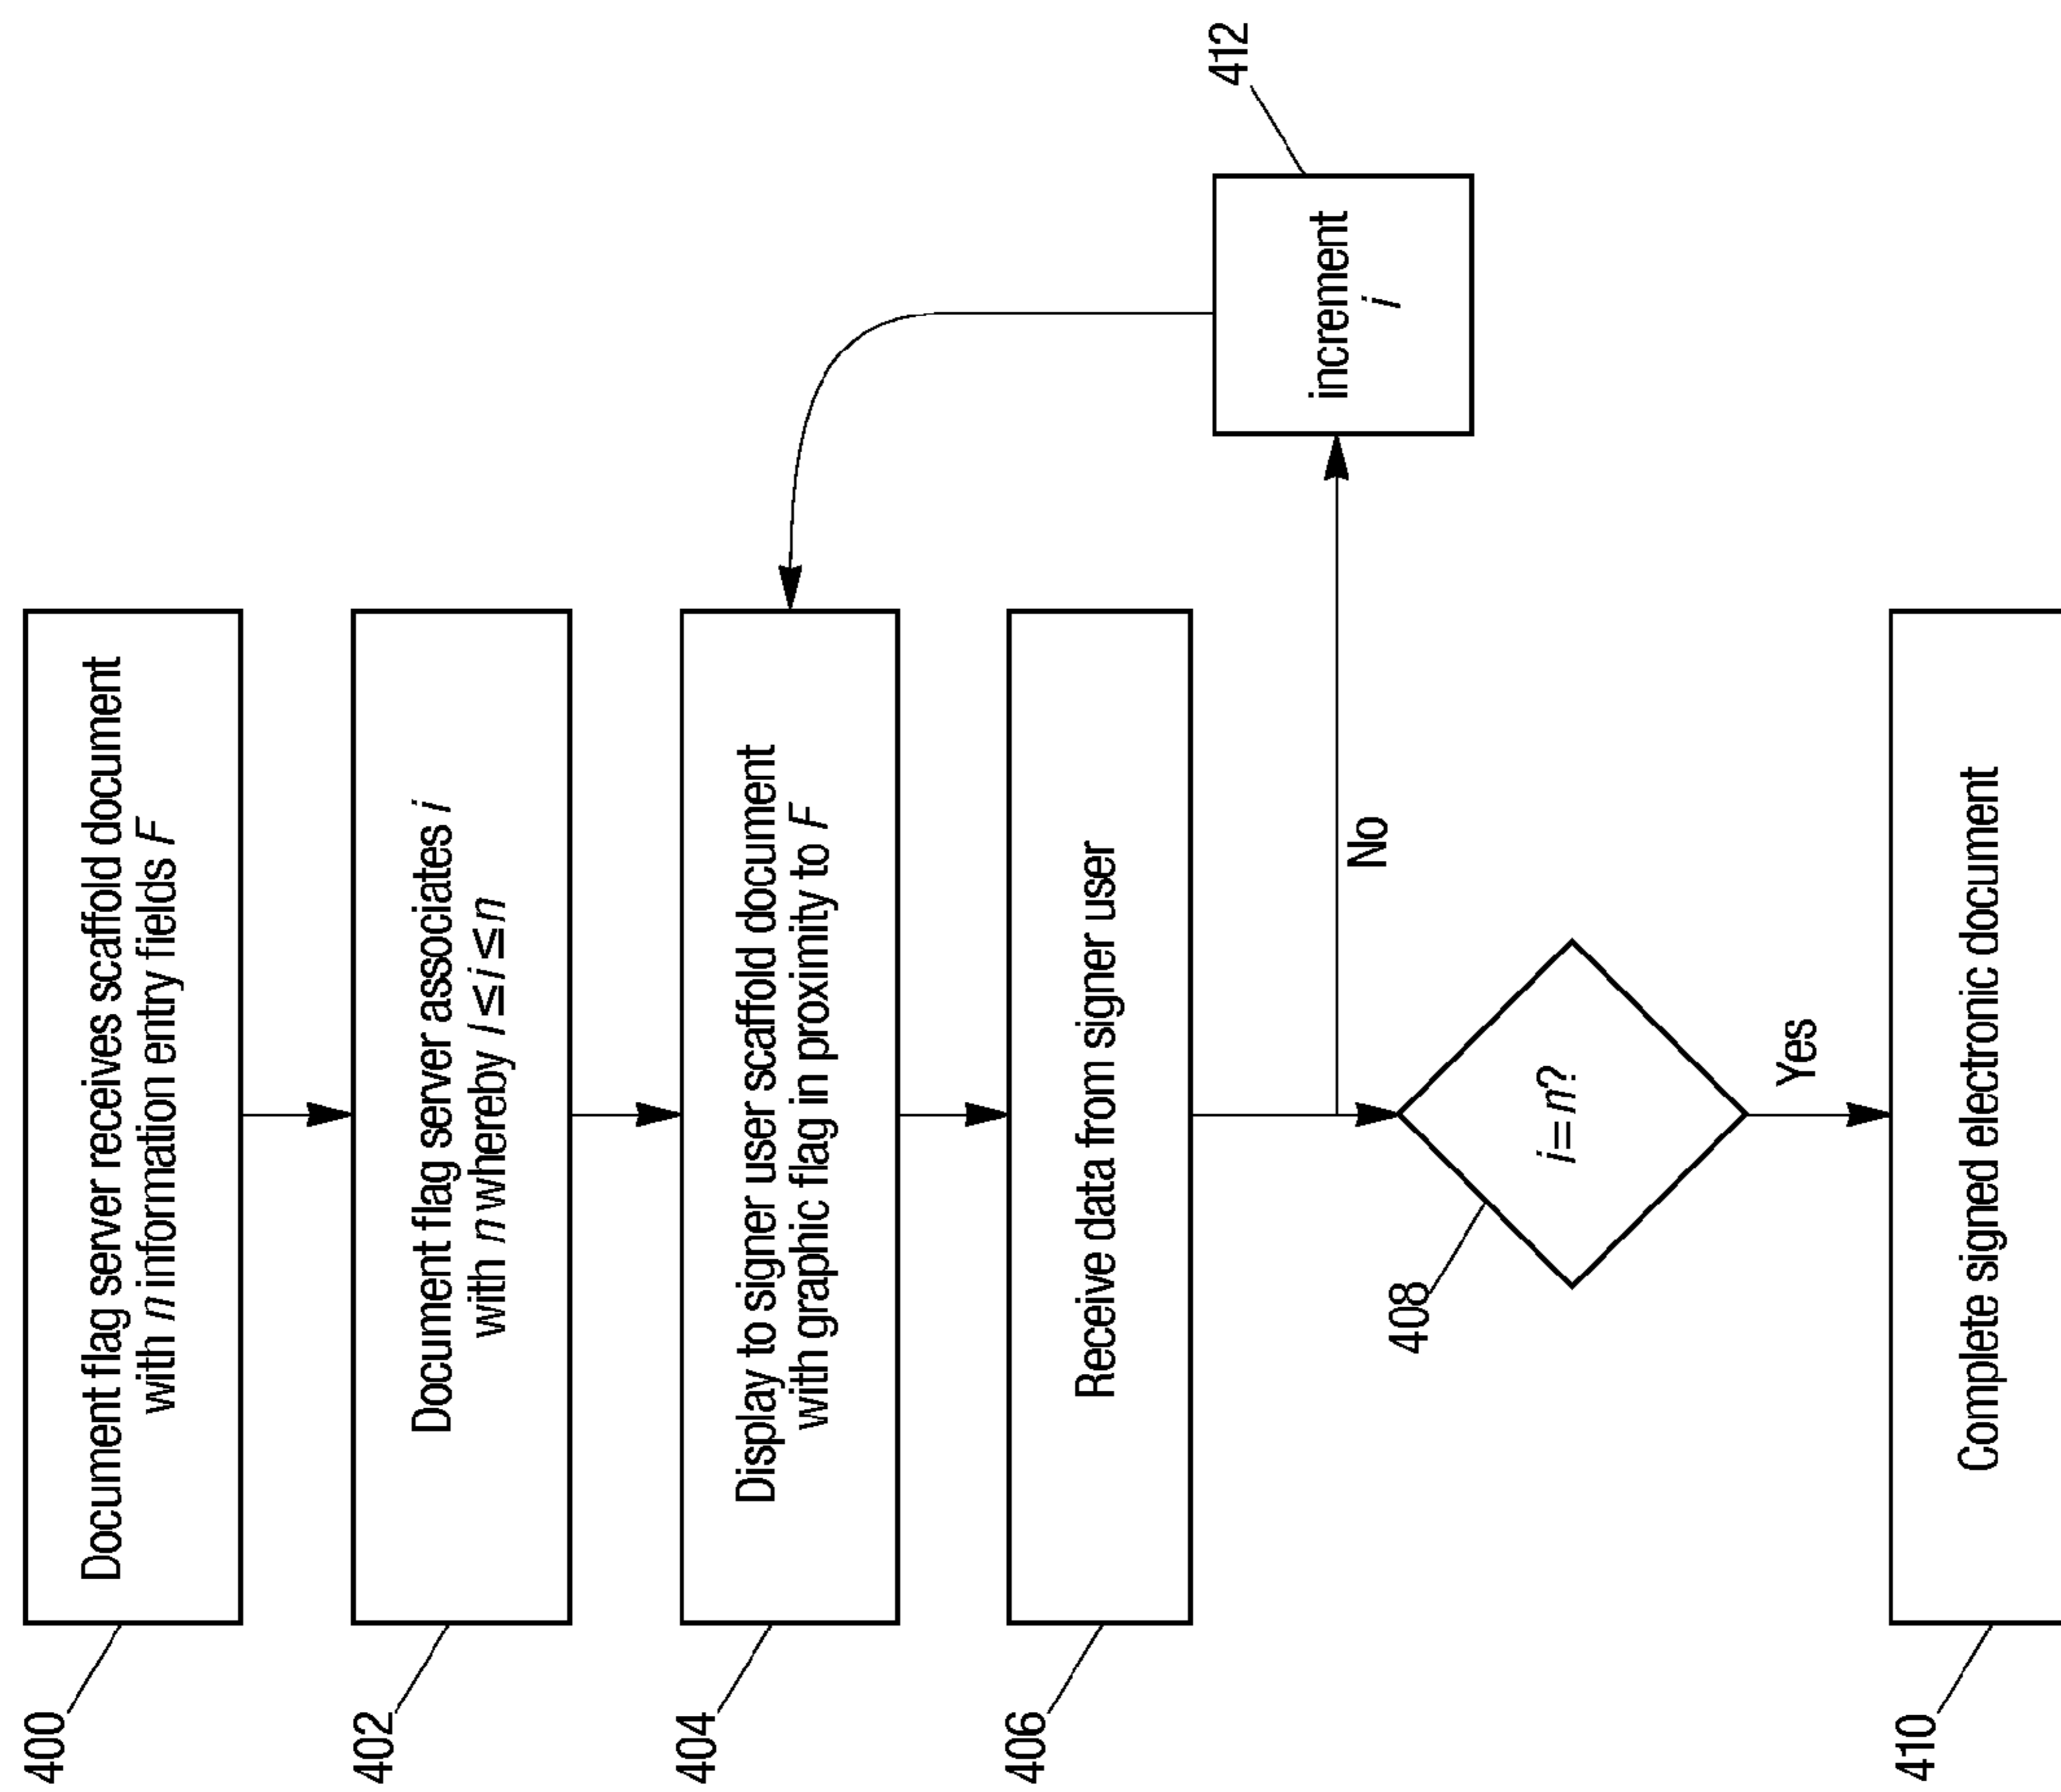 400
Document flag server receives scaffold document
with n information entry fields F
402
Document flag server associates i
with n whereby l ≤ i ≤ n
404
Display to signer user scaffold document
with graphic flag in proximity to F
406
Receive data from signer user
408
i = n?
No
412
increment
i
Yes
410
Complete signed electronic document